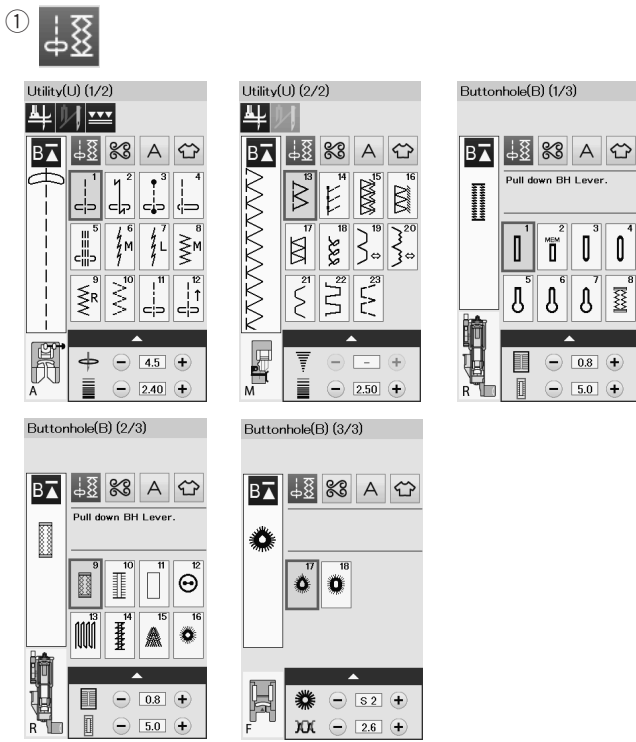 ①
Utility(U) (1/2)
B
A
1 2 3 4
5 6 M 7 L 8 M
9 R 10 11 12
4.5
A
2.40
Utility(U) (2/2)
B
A
13 14 15 16
17 18 19 20
21 22 23
-
M
2.50
Buttonhole(B) (1/3)
B
A
Pull down BH Lever.
1 2 MEM 3 4
5 6 7 8
0.8
R
5.0
Buttonhole(B) (2/3)
B
A
Pull down BH Lever.
9 10 11 12
13 14 15 16
0.8
R
5.0
Buttonhole(B) (3/3)
B
A
17 18
S 2
F
2.6